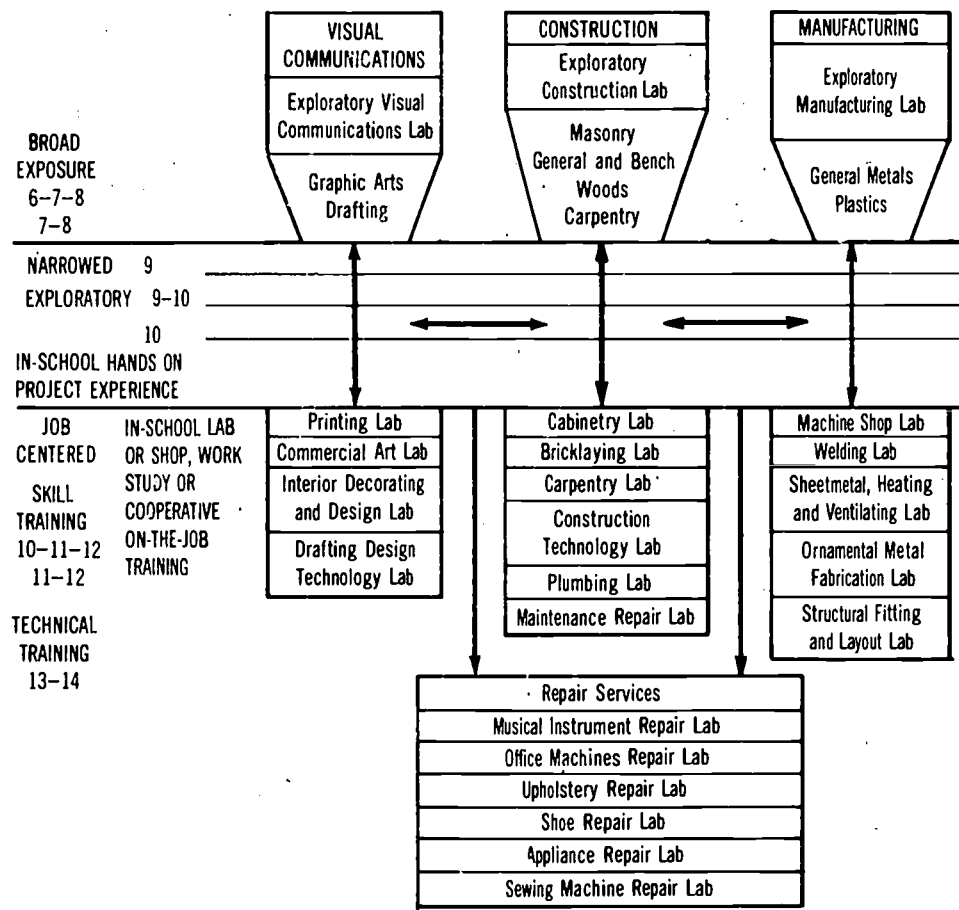 VISUAL
COMMUNICATIONS
Exploratory Visual
Communications Lab
Graphic Arts
Drafting
CONSTRUCTION
Exploratory
Construction Lab
Masonry
General and Bench
Woods
Carpentry
MANUFACTURING
Exploratory
Manufacturing Lab
General Metals
Plastics
BROAD
EXPOSURE
6-7-8
7-8
NARROWED 9
EXPLORATORY 9-10
10
IN-SCHOOL HANDS ON
PROJECT EXPERIENCE
JOB
CENTERED
SKILL
TRAINING
10-11-12
11-12
IN-SCHOOL LAB
OR SHOP, WORK
STUDY OR
COOPERATIVE
ON-THE-JOB
TRAINING
TECHNICAL
TRAINING
13-14
Printing Lab
Commercial Art Lab
Interior Decorating
and Design Lab
Drafting Design
Technology Lab
Cabinetry Lab
Bricklaying Lab
Carpentry Lab
Construction
Technology Lab
Plumbing Lab
Maintenance Repair Lab
Machine Shop Lab
Welding Lab
Sheetmetal, Heating
and Ventilating Lab
Ornamental Metal
Fabrication Lab
Structural Fitting
and Layout Lab
Repair Services
Musical Instrument Repair Lab
Office Machines Repair Lab
Upholstery Repair Lab
Shoe Repair Lab
Appliance Repair Lab
Sewing Machine Repair Lab